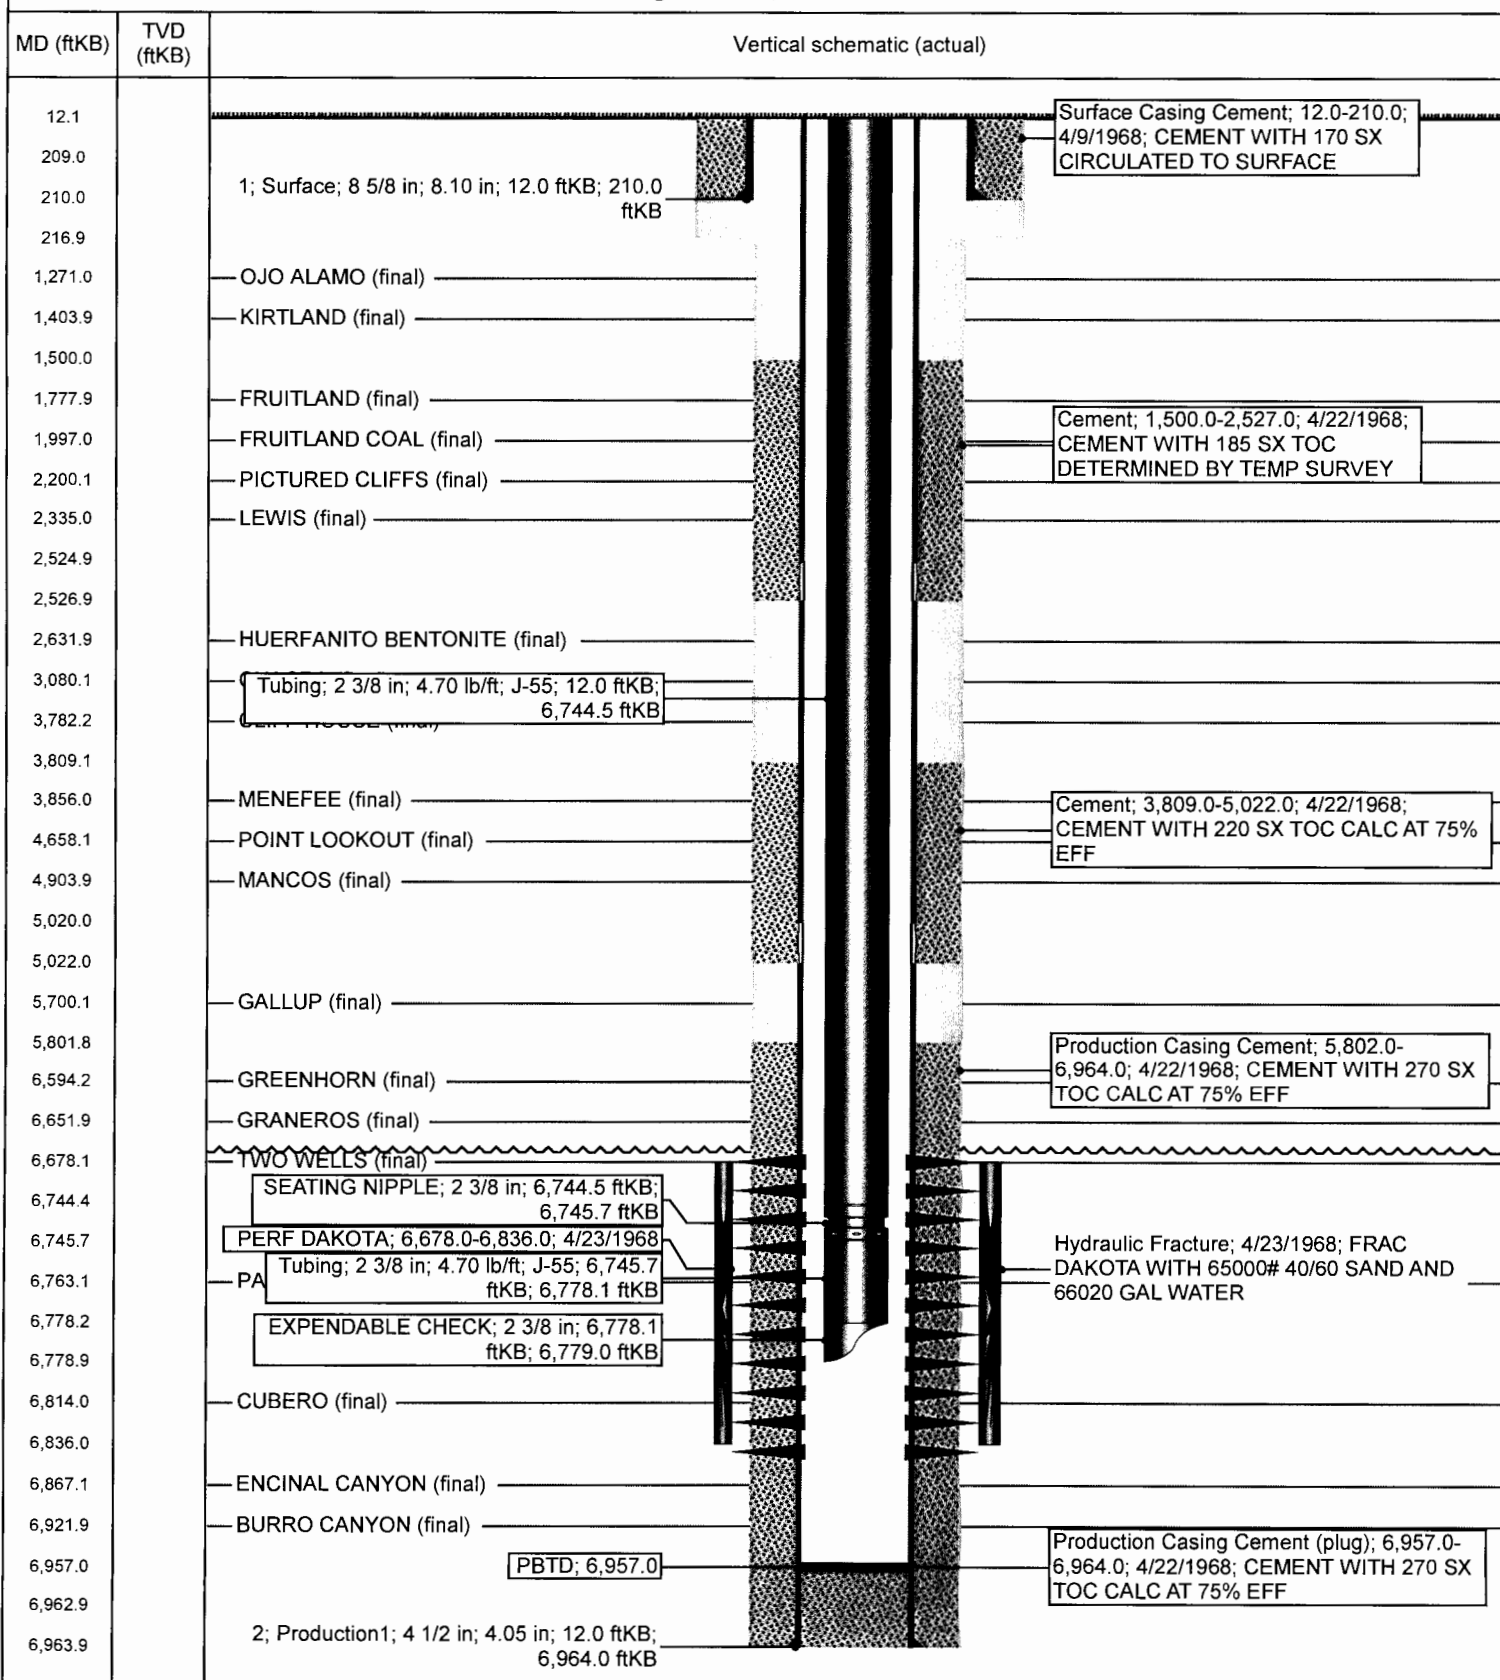 MD (ftKB)
TVD
(ftKB)
Vertical schematic (actual)
12.1
Surface Casing Cement; 12.0-210.0;
4/9/1968; CEMENT WITH 170 SX
CIRCULATED TO SURFACE
209.0
1; Surface; 8 5/8 in; 8.10 in; 12.0 ftKB; 210.0
ftKB
210.0
216.9
1,271.0
OJO ALAMO (final)
1,403.9
KIRTLAND (final)
1,500.0
1,777.9
FRUITLAND (final)
Cement; 1,500.0-2,527.0; 4/22/1968;
CEMENT WITH 185 SX TOC
DETERMINED BY TEMP SURVEY
1,997.0
FRUITLAND COAL (final)
2,200.1
PICTURED CLIFFS (final)
2,335.0
LEWIS (final)
2,524.9
2,526.9
2,631.9
HUERFANITO BENTONITE (final)
3,080.1
Tubing; 2 3/8 in; 4.70 lb/ft; J-55; 12.0 ftKB;
6,744.5 ftKB
3,782.2
CLIFF HOUSE (final)
3,809.1
3,856.0
MENEFEE (final)
Cement; 3,809.0-5,022.0; 4/22/1968;
CEMENT WITH 220 SX TOC CALC AT 75%
EFF
4,658.1
POINT LOOKOUT (final)
4,903.9
MANCOS (final)
5,020.0
5,022.0
5,700.1
GALLUP (final)
5,801.8
Production Casing Cement; 5,802.0-
6,964.0; 4/22/1968; CEMENT WITH 270 SX
TOC CALC AT 75% EFF
6,594.2
GREENHORN (final)
6,651.9
GRANEROS (final)
6,678.1
TWO WELLS (final)
SEATING NIPPLE; 2 3/8 in; 6,744.5 ftKB;
6,745.7 ftKB
6,744.4
PERF DAKOTA; 6,678.0-6,836.0; 4/23/1968
6,745.7
Hydraulic Fracture; 4/23/1968; FRAC
DAKOTA WITH 65000# 40/60 SAND AND
66020 GAL WATER
Tubing; 2 3/8 in; 4.70 lb/ft; J-55; 6,745.7
ftKB; 6,778.1 ftKB
6,763.1
PA
6,778.2
EXPENDABLE CHECK; 2 3/8 in; 6,778.1
ftKB; 6,779.0 ftKB
6,778.9
6,814.0
CUBERO (final)
6,836.0
6,867.1
ENCINAL CANYON (final)
6,921.9
BURRO CANYON (final)
6,957.0
PBTD; 6,957.0
Production Casing Cement (plug); 6,957.0-
6,964.0; 4/22/1968; CEMENT WITH 270 SX
TOC CALC AT 75% EFF
6,962.9
6,963.9
2; Production1; 4 1/2 in; 4.05 in; 12.0 ftKB;
6,964.0 ftKB